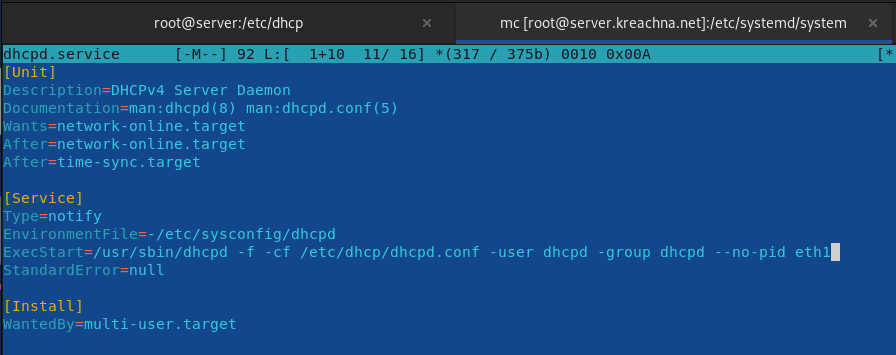 root@server:/etc/dhcp × mc [root@server.kreachna.net]:/etc/systemd/system ×
dhcpd.service [-M--] 92 L:[ 1+10 11/ 16] *(317 / 375b) 0010 0x00A [*
[Unit]
Description=DHCPv4 Server Daemon
Documentation=man:dhcpd(8) man:dhcpd.conf(5)
Wants=network-online.target
After=network-online.target
After=time-sync.target
[Service]
Type=notify
EnvironmentFile=-/etc/sysconfig/dhcpd
ExecStart=/usr/sbin/dhcpd -f -cf /etc/dhcp/dhcpd.conf -user dhcpd -group dhcpd --no-pid eth1
StandardError=null
[Install]
WantedBy=multi-user.target